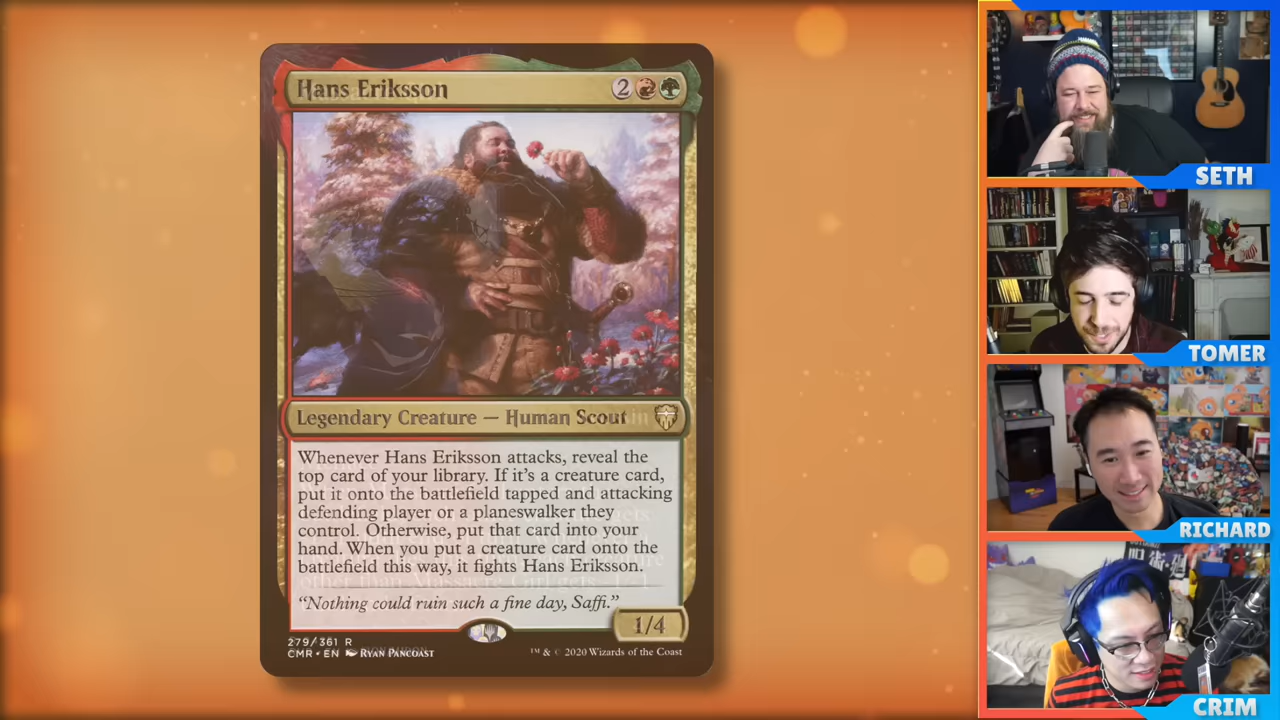 Hans Eriksson
2
Legendary Creature — Human Scout
Whenever Hans Eriksson attacks, reveal the
top card of your library. If it's a creature card,
put it onto the battlefield tapped and attacking
defending player or a planeswalker they
control. Otherwise, put that card into your
hand. When you put a creature card onto the
battlefield this way, it fights Hans Eriksson.
“Nothing could ruin such a fine day, Saffi.”
1/4
279/361 R
CMR • EN RYAN PANCOAST
™ & © 2020 Wizards of the Coast
SETH
TOMER
RICHARD
CRIM